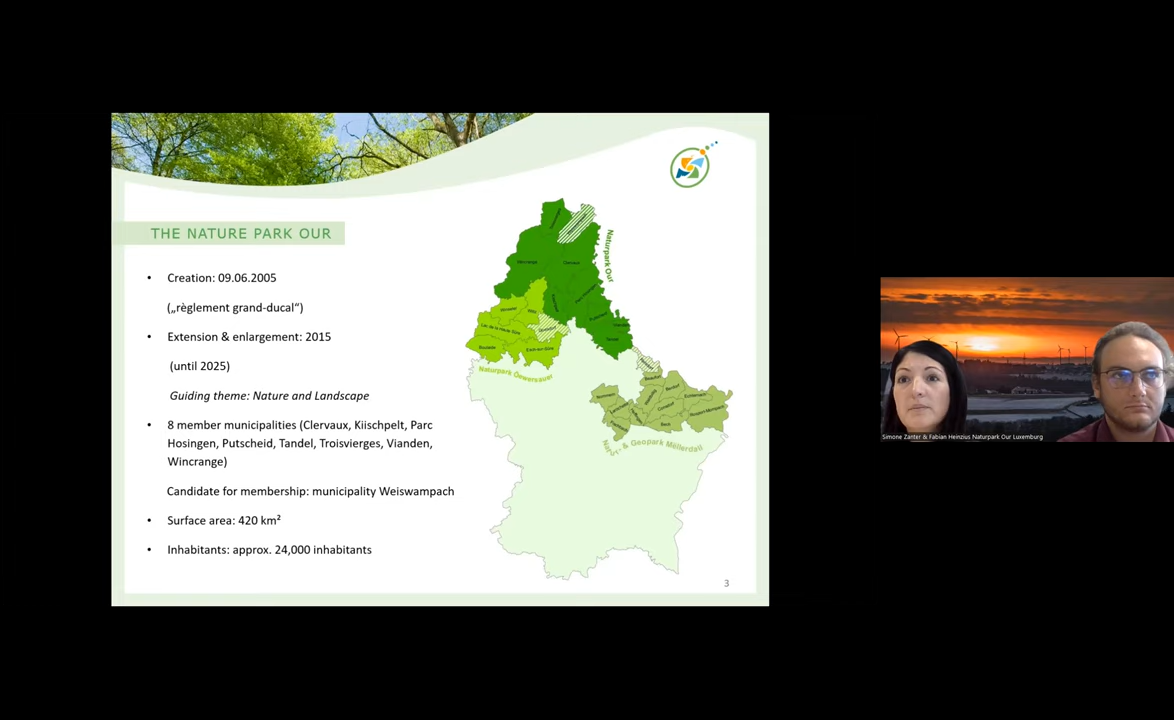 THE NATURE PARK OUR
• Creation: 09.06.2005
(„règlement grand-ducal“)
• Extension & enlargement: 2015
(until 2025)
Guiding theme: Nature and Landscape
• 8 member municipalities (Clervaux, Kiischpelt, Parc
Hosingen, Putscheid, Tandel, Troisvierges, Vianden,
Wincrange)
Candidate for membership: municipality Weiswampach
• Surface area: 420 km²
• Inhabitants: approx. 24,000 inhabitants
Naturpark Our
Wincrange
Clervaux
Naturpark Öewersauer
Natur- & Geopark Mëllerdall
3
Simone Zanter & Fabian Heinzius Naturpark Our Luxemburg